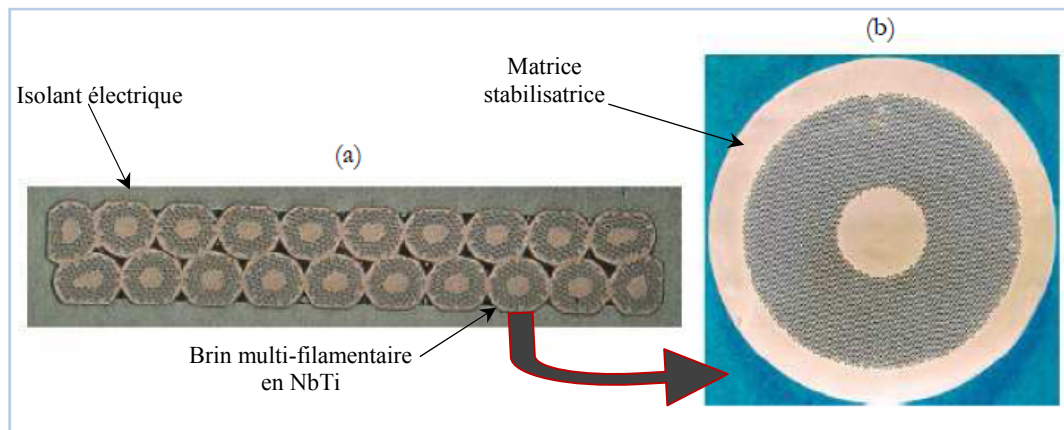 (b)
Matrice
stabilisatrice
Isolant électrique
(a)
Brin multi-filamentaire
en NbTi